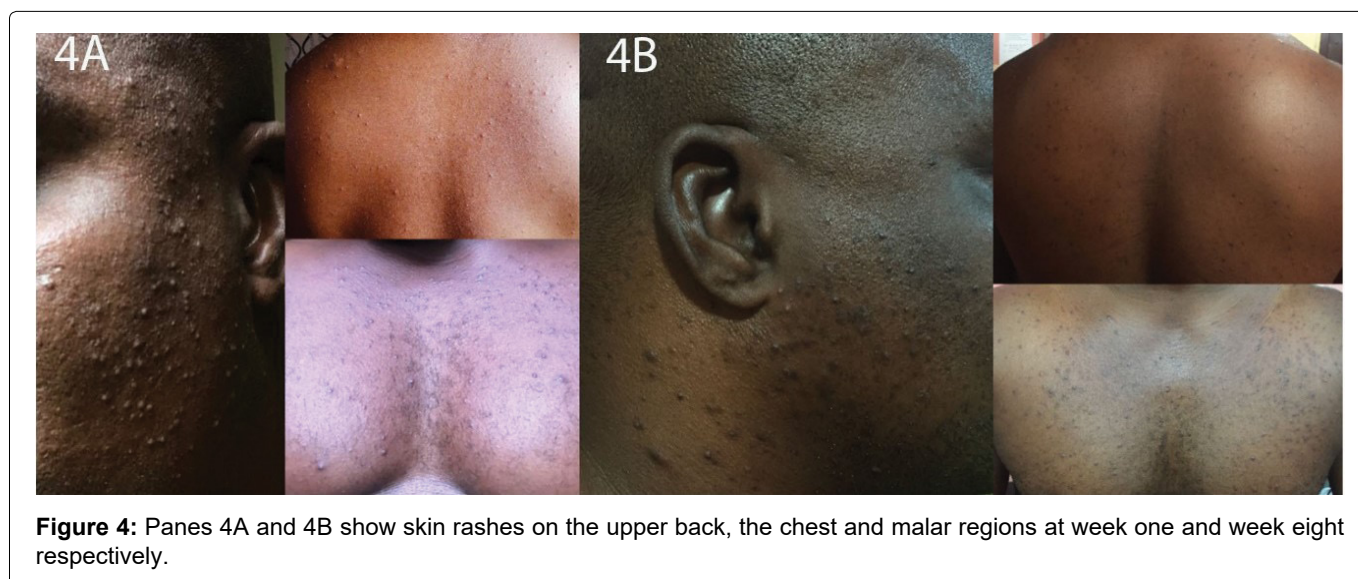 4A
4B
Figure 4: Panes 4A and 4B show skin rashes on the upper back, the chest and malar regions at week one and week eight
respectively.